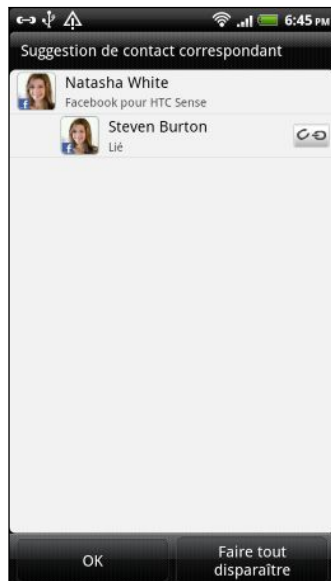 6:45 PM
Suggestion de contact correspondant
Natasha White
Facebook pour HTC Sense
Steven Burton
Lié
OK
Faire tout
disparaître